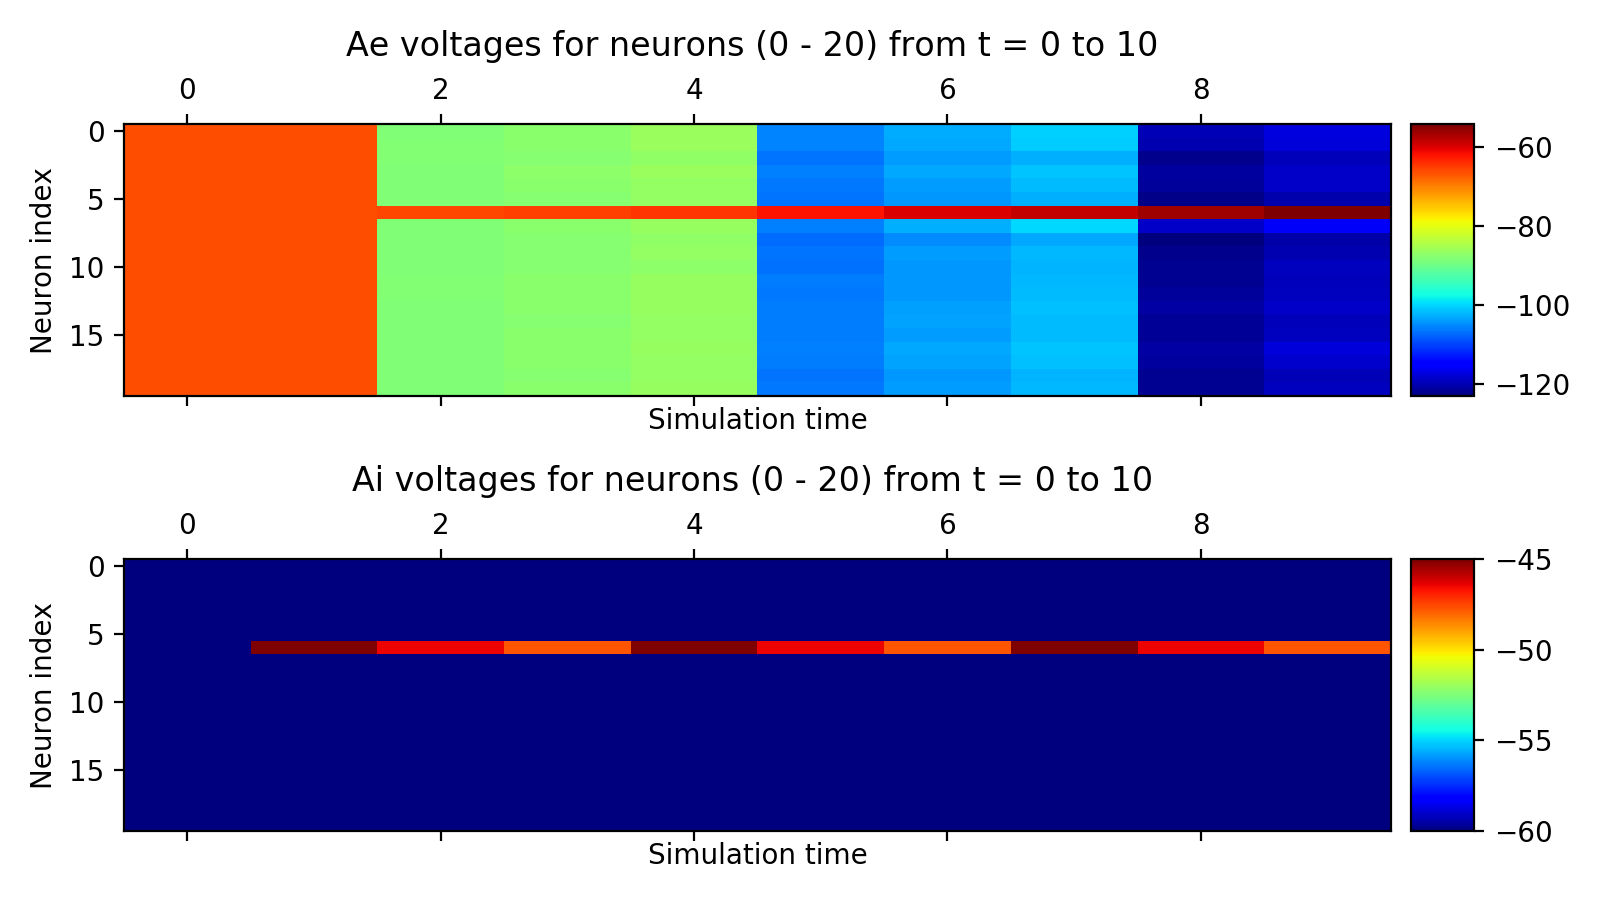 Ae voltages for neurons (0 - 20) from t = 0 to 10
0 2 4 6 8
Neuron index
0
5
10
15
−60
−80
−100
−120
Simulation time
Ai voltages for neurons (0 - 20) from t = 0 to 10
0 2 4 6 8
Neuron index
0
5
10
15
−45
−50
−55
−60
Simulation time